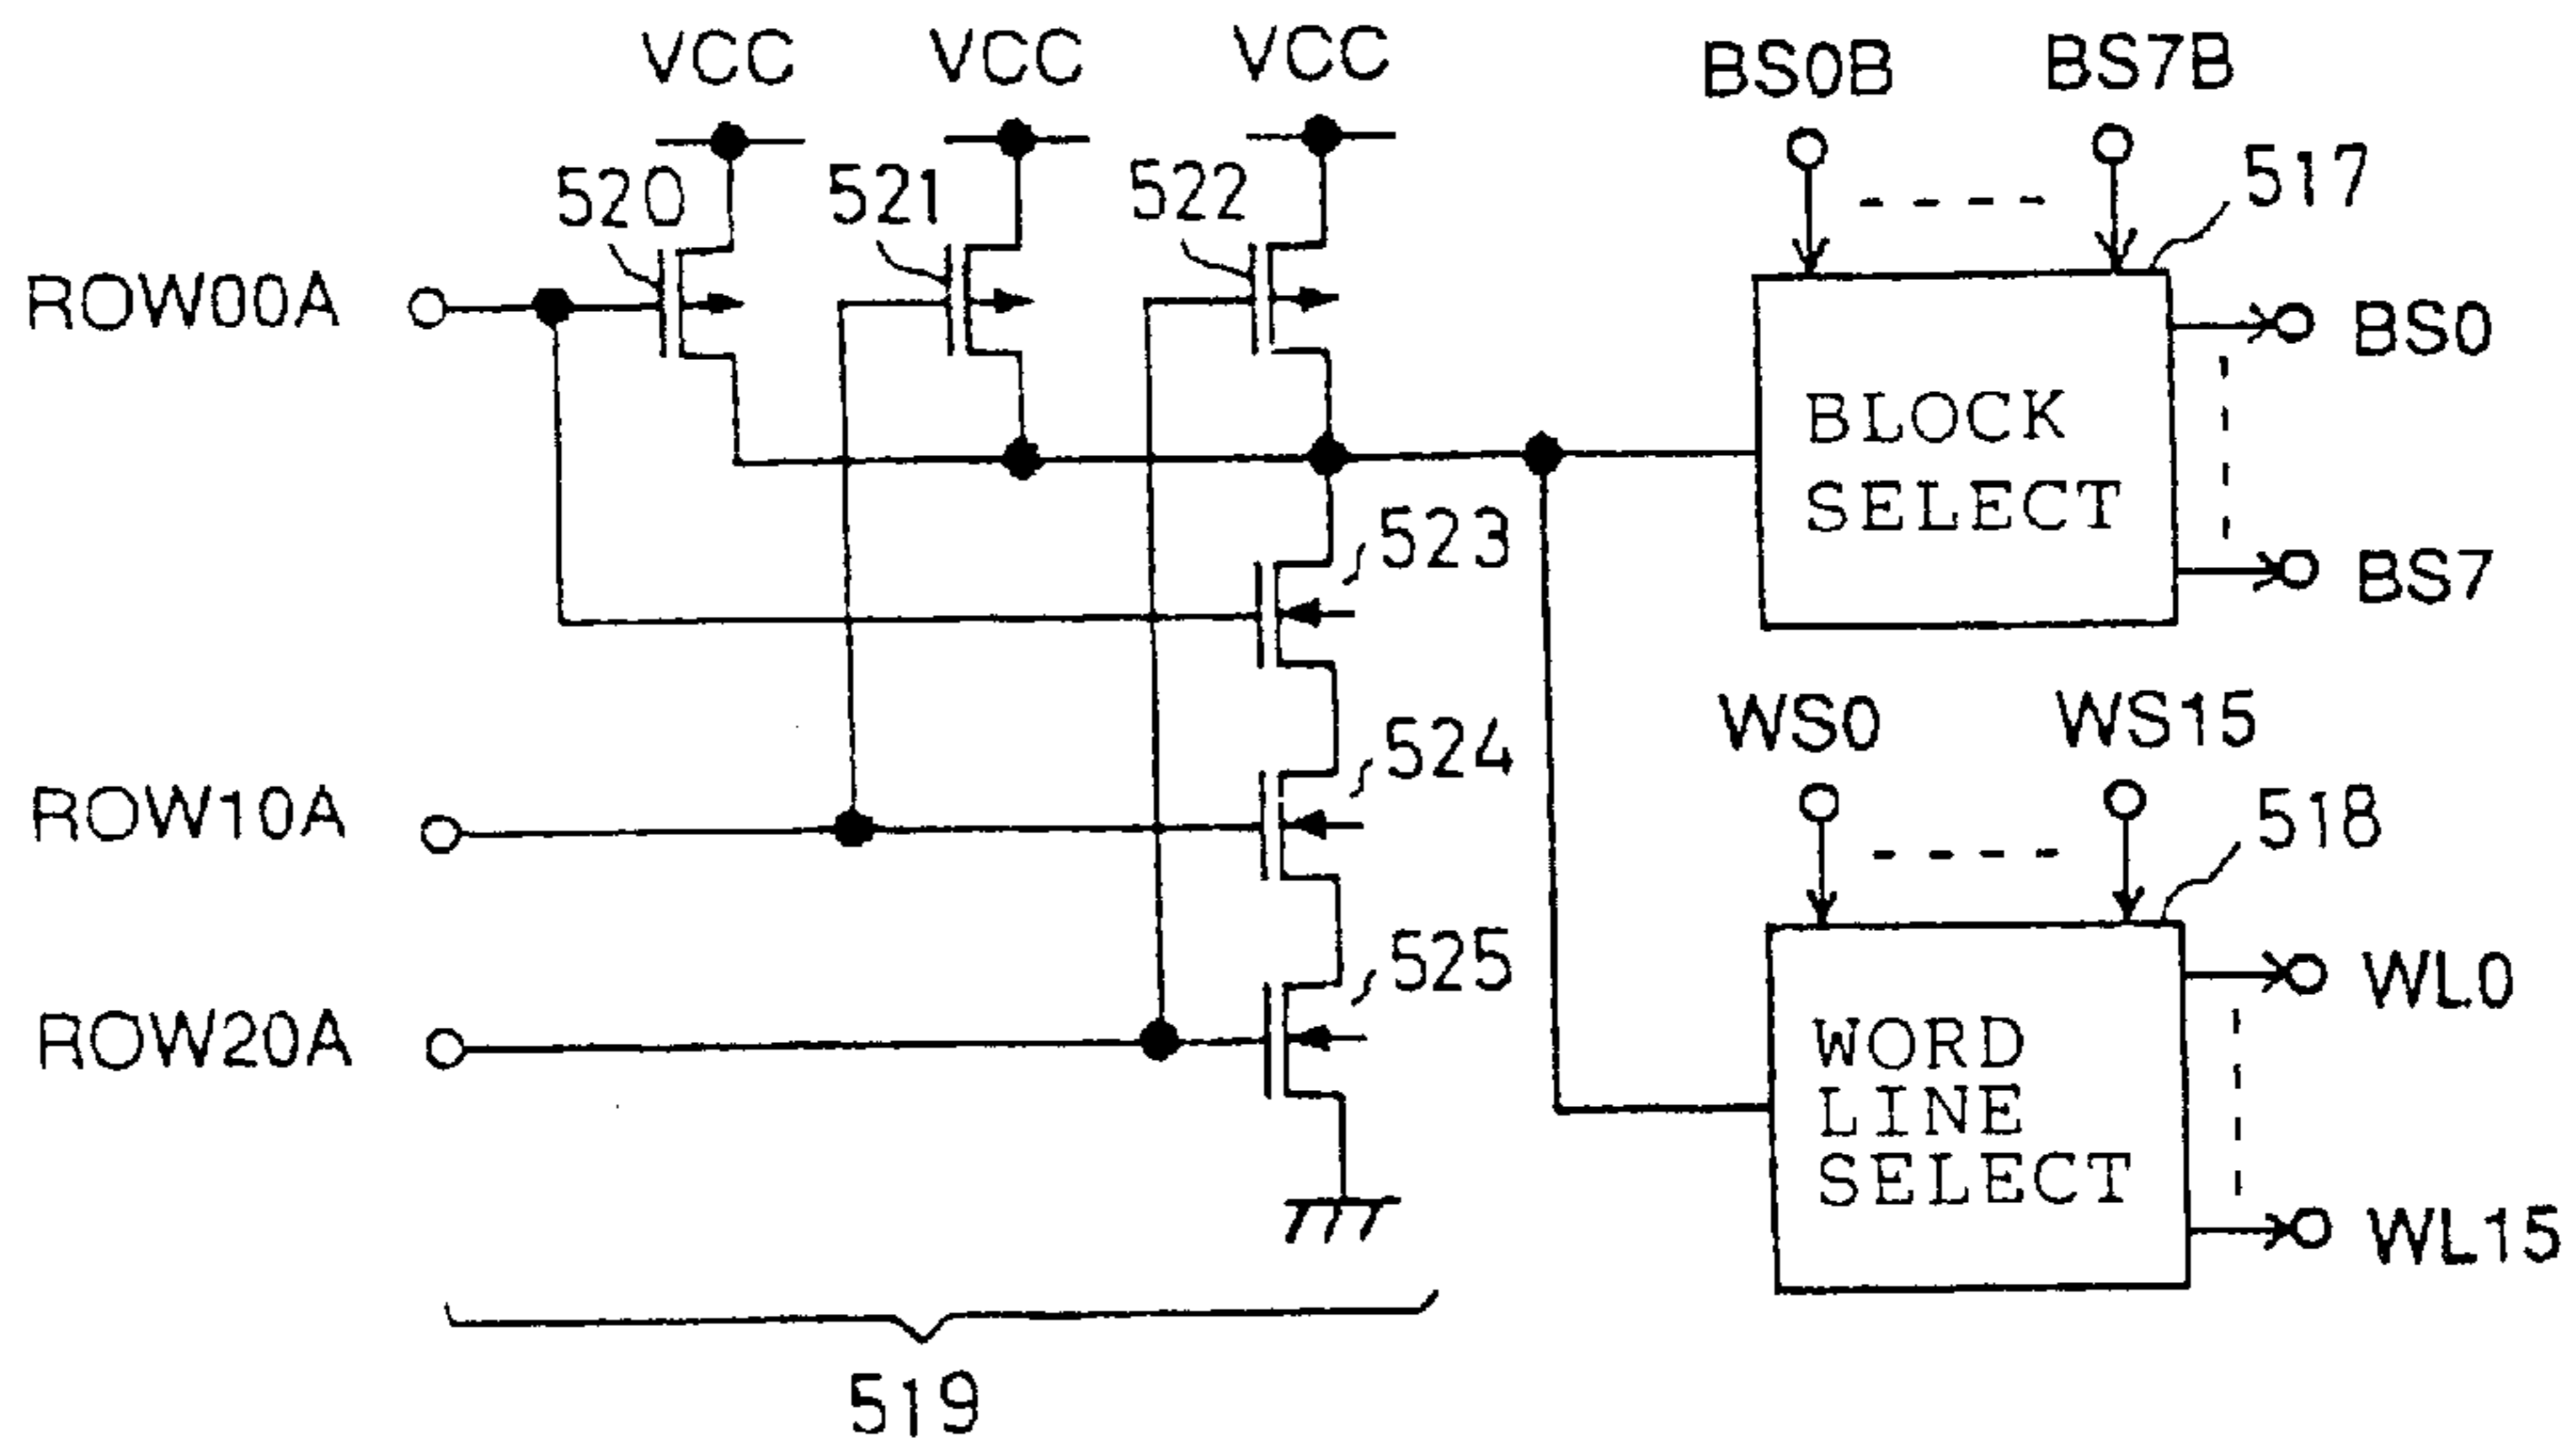 VCC VCC VCC
BS0B BS7B
520 521 522 517
ROW00A
BS0
BLOCK
SELECT
523
BS7
WS0 WS15
524
ROW10A
518
525
WL0
ROW20A
WORD
LINE
SELECT
WL15
519